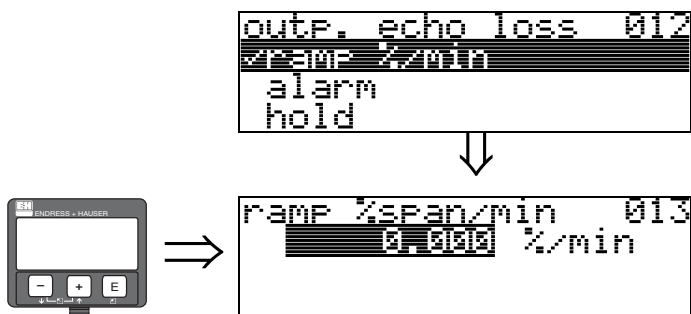 outp. echo loss 012
✓ramp %/min
alarm
hold
E+H
ENDRESS + HAUSER
- + E
ramp %span/min 013
0.000 %/min